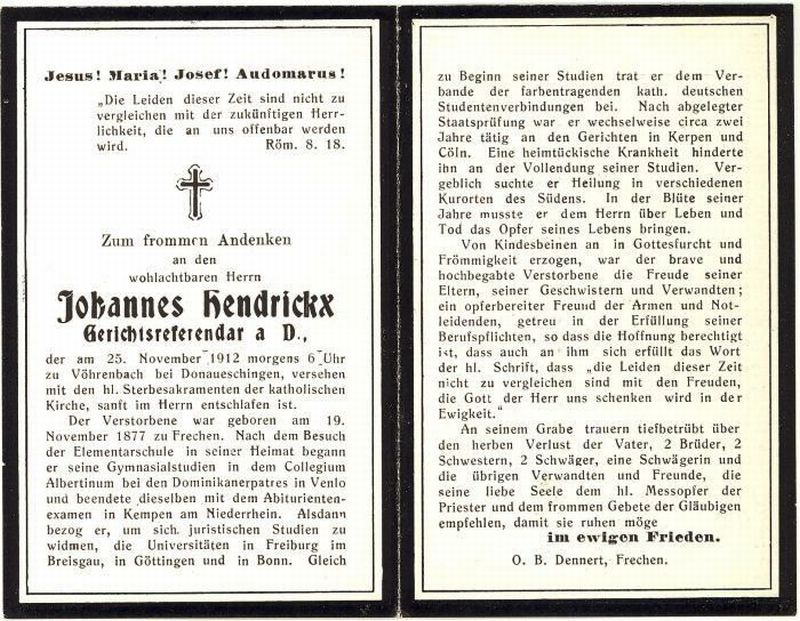 Jesus! Maria! Josef! Audomarus!
„Die Leiden dieser Zeit sind nicht zu
vergleichen mit der zukünftigen Herr-
lichkeit, die an uns offenbar werden
wird. Röm. 8. 18.
Zum frommen Andenken
an den
wohlachtbaren Herrn
Johannes Hendrickx
Gerichtsreferendar a D.,
der am 25. November 1912 morgens 6 Uhr
zu Vöhrenbach bei Donaueschingen, versehen
mit den hl. Sterbesakramenten der katholischen
Kirche, sanft im Herrn entschlafen ist.
Der Verstorbene war geboren am 19.
November 1877 zu Frechen. Nach dem Besuch
der Elementarschule in seiner Heimat begann
er seine Gymnasialstudien in dem Collegium
Albertinum bei den Dominikanerpatres in Venlo
und beendete dieselben mit dem Abiturienten-
examen in Kempen am Niederrhein. Alsdann
bezog er, um sich juristischen Studien zu
widmen, die Universitäten in Freiburg im
Breisgau, in Göttingen und in Bonn. Gleich
zu Beginn seiner Studien trat er dem Ver-
bande der farbentragenden kath. deutschen
Studentenverbindungen bei. Nach abgelegter
Staatsprüfung war er wechselweise circa zwei
Jahre tätig an den Gerichten in Kerpen und
Cöln. Eine heimtückische Krankheit hinderte
ihn an der Vollendung seiner Studien. Ver-
geblich suchte er Heilung in verschiedenen
Kurorten des Südens. In der Blüte seiner
Jahre musste er dem Herrn über Leben und
Tod das Opfer seines Lebens bringen.
Von Kindesbeinen an in Gottesfurcht und
Frömmigkeit erzogen, war der brave und
hochbegabte Verstorbene die Freude seiner
Eltern, seiner Geschwistern und Verwandten;
ein opferbereiter Freund der Armen und Not-
leidenden, getreu in der Erfüllung seiner
Berufspflichten, so dass die Hoffnung berechtigt
ist, dass auch an ihm sich erfüllt das Wort
der hl. Schrift, dass „die Leiden dieser Zeit
nicht zu vergleichen sind mit den Freuden,
die Gott der Herr uns schenken wird in der
Ewigkeit."
An seinem Grabe trauern tiefbetrübt über
den herben Verlust der Vater, 2 Brüder, 2
Schwestern, 2 Schwäger, eine Schwägerin und
die übrigen Verwandten und Freunde, die
seine liebe Seele dem hl. Messopfer der
Priester und dem frommen Gebete der Gläubigen
empfehlen, damit sie ruhen möge
im ewigen Frieden.
O. B. Dennert, Frechen.